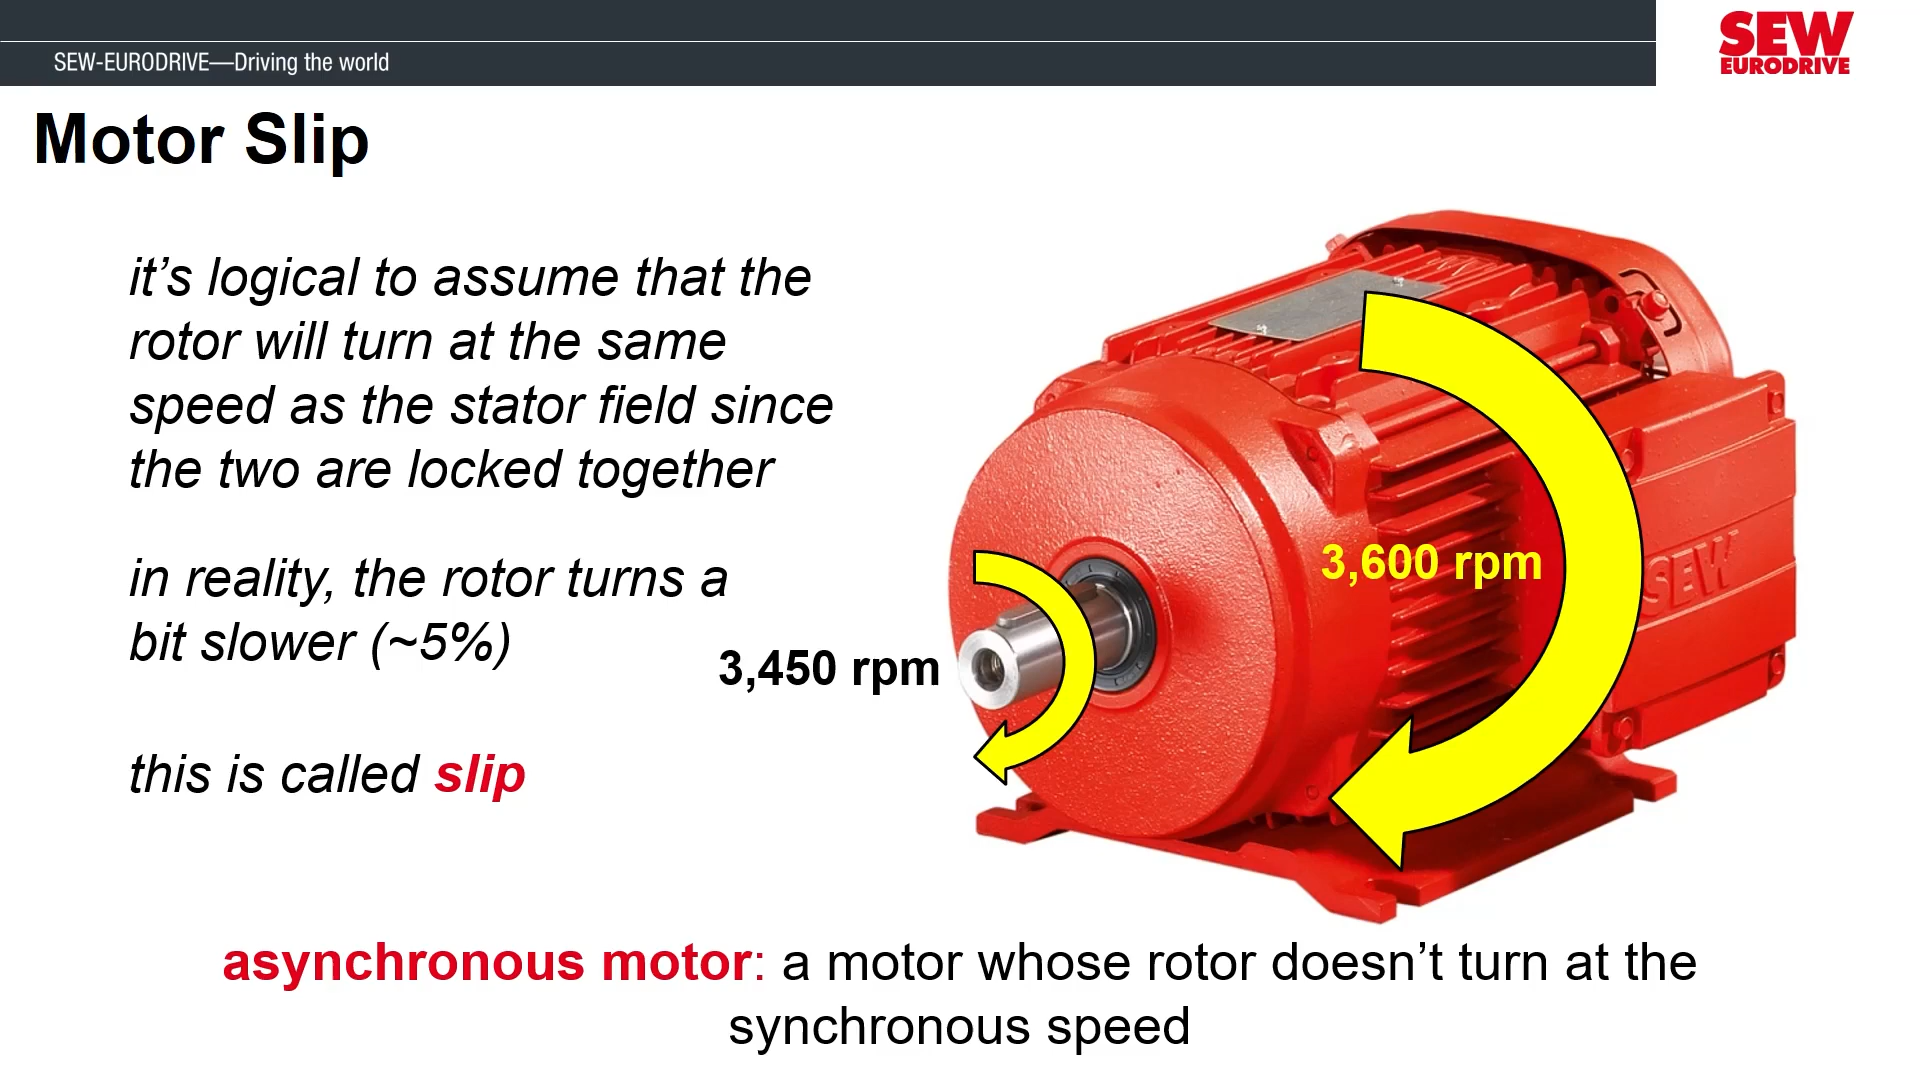 SEW-EURODRIVE—Driving the world
SEW
EURODRIVE
Motor Slip
it’s logical to assume that the
rotor will turn at the same
speed as the stator field since
the two are locked together
in reality, the rotor turns a
bit slower (~5%)
3,450 rpm
3,600 rpm
SEW
this is called slip
asynchronous motor: a motor whose rotor doesn’t turn at the
synchronous speed